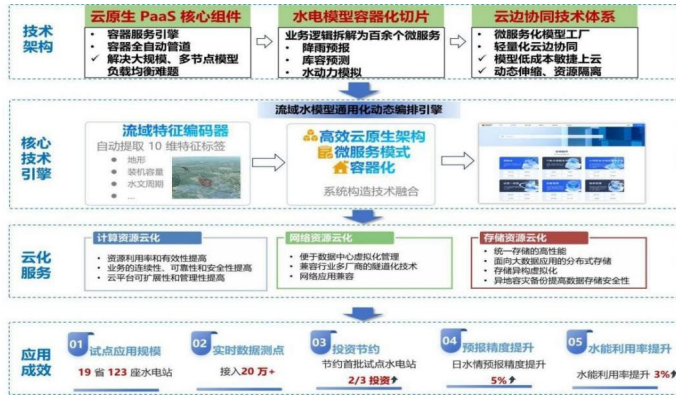 技术
架构
云原生 PaaS 核心组件
• 容器服务引擎
• 容器全自动管道
✓ 解决大规模、多节点模型
负载均衡难题
水电模型容器化切片
业务逻辑拆解为百余个微服务
• 降雨预报
• 库容预测
• 水动力模拟
云边协同技术体系
• 微服务化模型工厂
• 轻量化云边协同
✓ 模型低成本敏捷上云
✓ 动态伸缩、资源隔离
核心
技术
引擎
流域水模型通用化动态编排引擎
流域特征编码器
自动提取 10 维特征标签
• 地形
• 装机容量
• 水文周期
• ...
高效云原生架构
微服务模式
容器化
系统构造技术融合
云化
服务
计算资源云化
• 资源利用率和有效性提高
• 业务的连续性、可靠性和安全性提高
• 云平台可扩展性和管理性提高
网络资源云化
• 便于数据中心虚拟化管理
• 兼容行业多厂商的隧道化技术
• 网络应用兼容
存储资源云化
• 统一存储的高性能
• 面向大数据应用的分布式存储
• 存储异构虚拟化
• 异地容灾备份提高数据存储安全性
应用
成效
01 试点应用规模
19 省 123 座水电站
02 实时数据测点
接入20 万+
03 投资节约
节约首批试点水电站
2/3 投资
04 预报精度提升
日水情预报精度提升
5%
05 水能利用率提升
水能利用率提升 3%